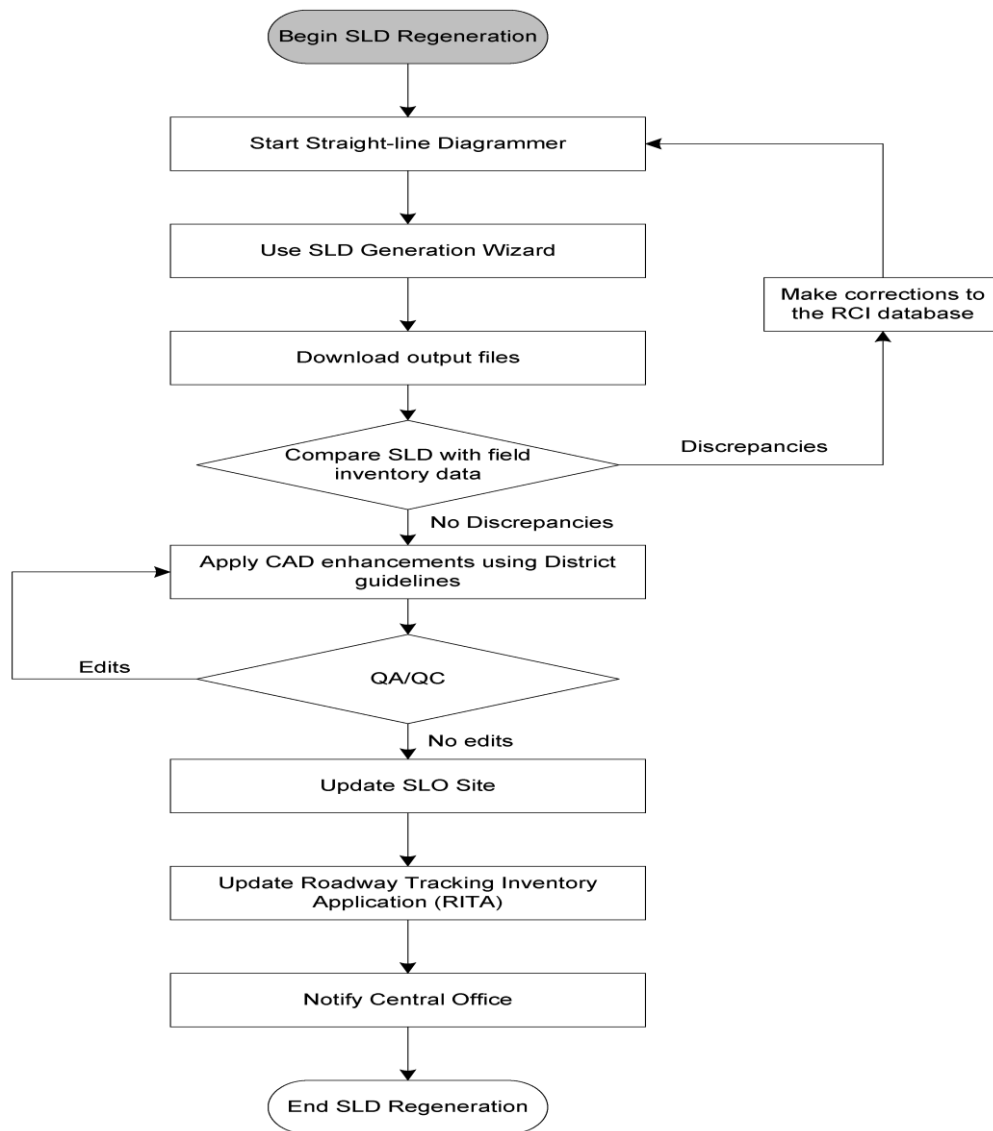 Begin SLD Regeneration
Start Straight-line Diagrammer
Use SLD Generation Wizard
Make corrections to
the RCI database
Download output files
Compare SLD with field
inventory data
Discrepancies
No Discrepancies
Apply CAD enhancements using District
guidelines
Edits
QA/QC
No edits
Update SLO Site
Update Roadway Tracking Inventory
Application (RITA)
Notify Central Office
End SLD Regeneration